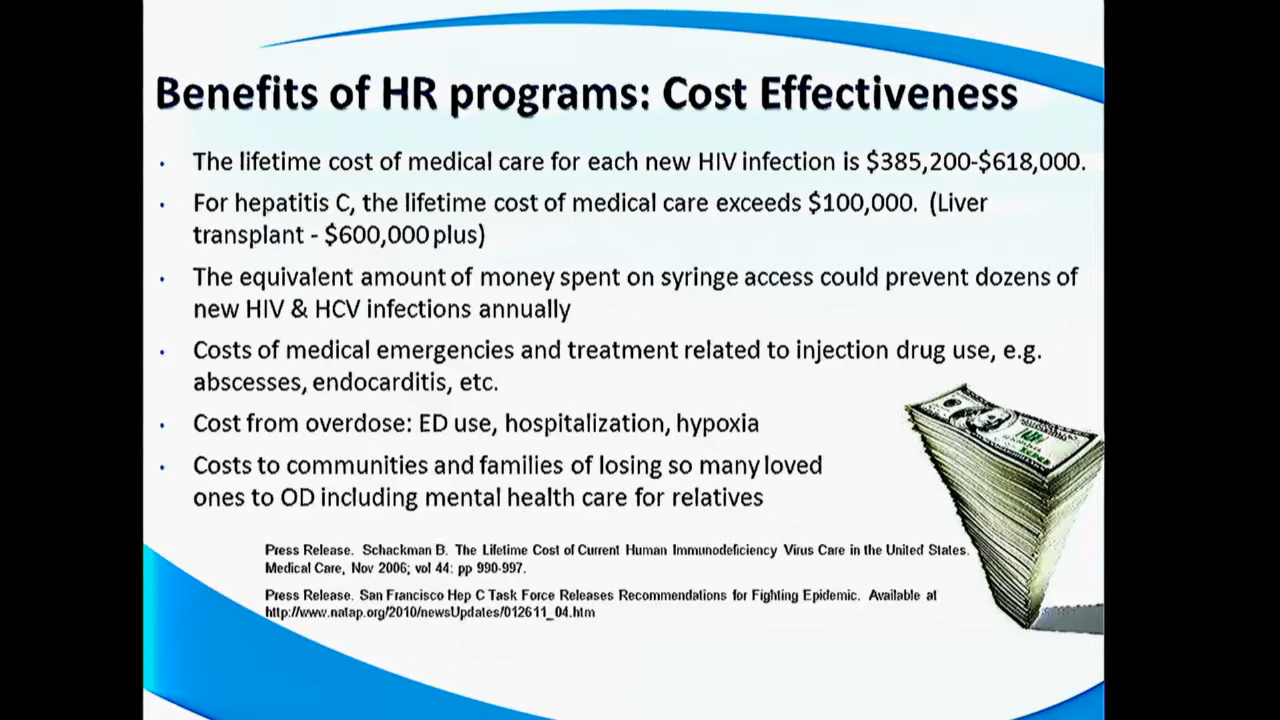 Benefits of HR programs: Cost Effectiveness
• The lifetime cost of medical care for each new HIV infection is $385,200-$618,000.
• For hepatitis C, the lifetime cost of medical care exceeds $100,000. (Liver
transplant - $600,000 plus)
• The equivalent amount of money spent on syringe access could prevent dozens of
new HIV & HCV infections annually
• Costs of medical emergencies and treatment related to injection drug use, e.g.
abscesses, endocarditis, etc.
• Cost from overdose: ED use, hospitalization, hypoxia
• Costs to communities and families of losing so many loved
ones to OD including mental health care for relatives
Press Release. Schackman B. The Lifetime Cost of Current Human Immunodeficiency Virus Care in the United States.
Medical Care, Nov 2006; vol 44: pp 990-997.
Press Release. San Francisco Hep C Task Force Releases Recommendations for Fighting Epidemic. Available at
http://www.natap.org/2010/newsUpdates/012611_04.htm